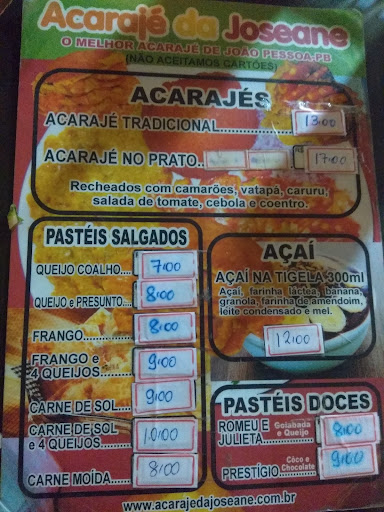 Acarajé da Joseane
O MELHOR ACARAJÉ DE JOÃO PESSOA-PB
(NÃO ACEITAMOS CARTÕES)
ACARAJÉS
ACARAJÉ TRADICIONAL............ 13:00
ACARAJÉ NO PRATO.. 17:00
Recheados com camarões, vatapá, caruru,
salada de tomate, cebola e coentro.
PASTÉIS SALGADOS
QUEIJO COALHO.... 7:00
QUEIJO e PRESUNTO. 8:00
FRANGO............ 8:00
FRANGO e
4 QUEIJOS........ 9:00
CARNE DE SOL... 9:00
CARNE DE SOL
e 4 QUEIJOS...... 10:00
CARNE MOÍDA..... 8:00
AÇAÍ
AÇAÍ NA TIGELA 300ml
Açaí, farinha láctea, banana,
granola, farinha de amendoim,
leite condensado e mel.
12:00
PASTÉIS DOCES
ROMEU E Goiabada
JULIETA.. e Queijo 8:00
Côco e
PRESTÍGIO.. Chocolate 9:00
www.acarajedajoseane.com.br